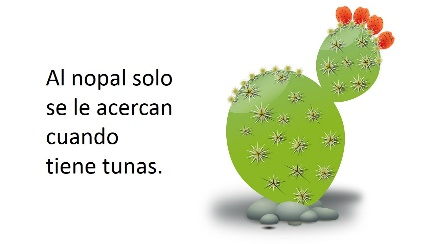 Al nopal solo
se le acercan
cuando
tiene tunas.